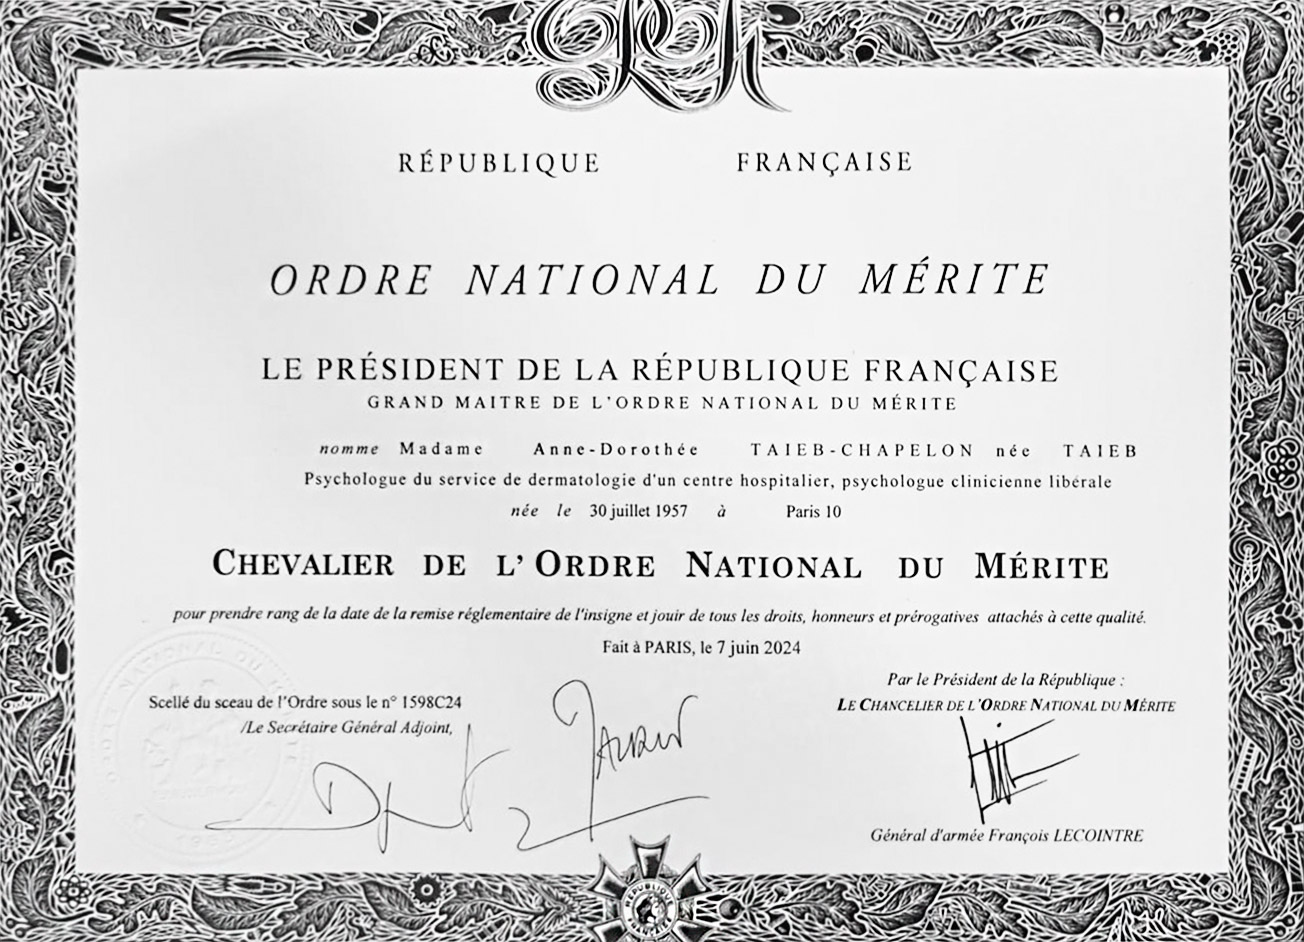 RÉPUBLIQUE FRANÇAISE
ORDRE NATIONAL DU MÉRITE
LE PRÉSIDENT DE LA RÉPUBLIQUE FRANÇAISE
GRAND MAITRE DE L'ORDRE NATIONAL DU MÉRITE
nomme Madame Anne-Dorothée TAIEB-CHAPELON née TAIEB
Psychologue du service de dermatologie d'un centre hospitalier, psychologue clinicienne libérale
née le 30 juillet 1957 à Paris 10
CHEVALIER DE L'ORDRE NATIONAL DU MÉRITE
pour prendre rang de la date de la remise réglementaire de l'insigne et jouir de tous les droits, honneurs et prérogatives attachés à cette qualité.
Fait à PARIS, le 7 juin 2024
Par le Président de la République :
Scellé du sceau de l'Ordre sous le n° 1598C24
LE CHANCELIER DE L'ORDRE NATIONAL DU MÉRITE
/Le Secrétaire Général Adjoint,
Général d'armée François LECOINTRE